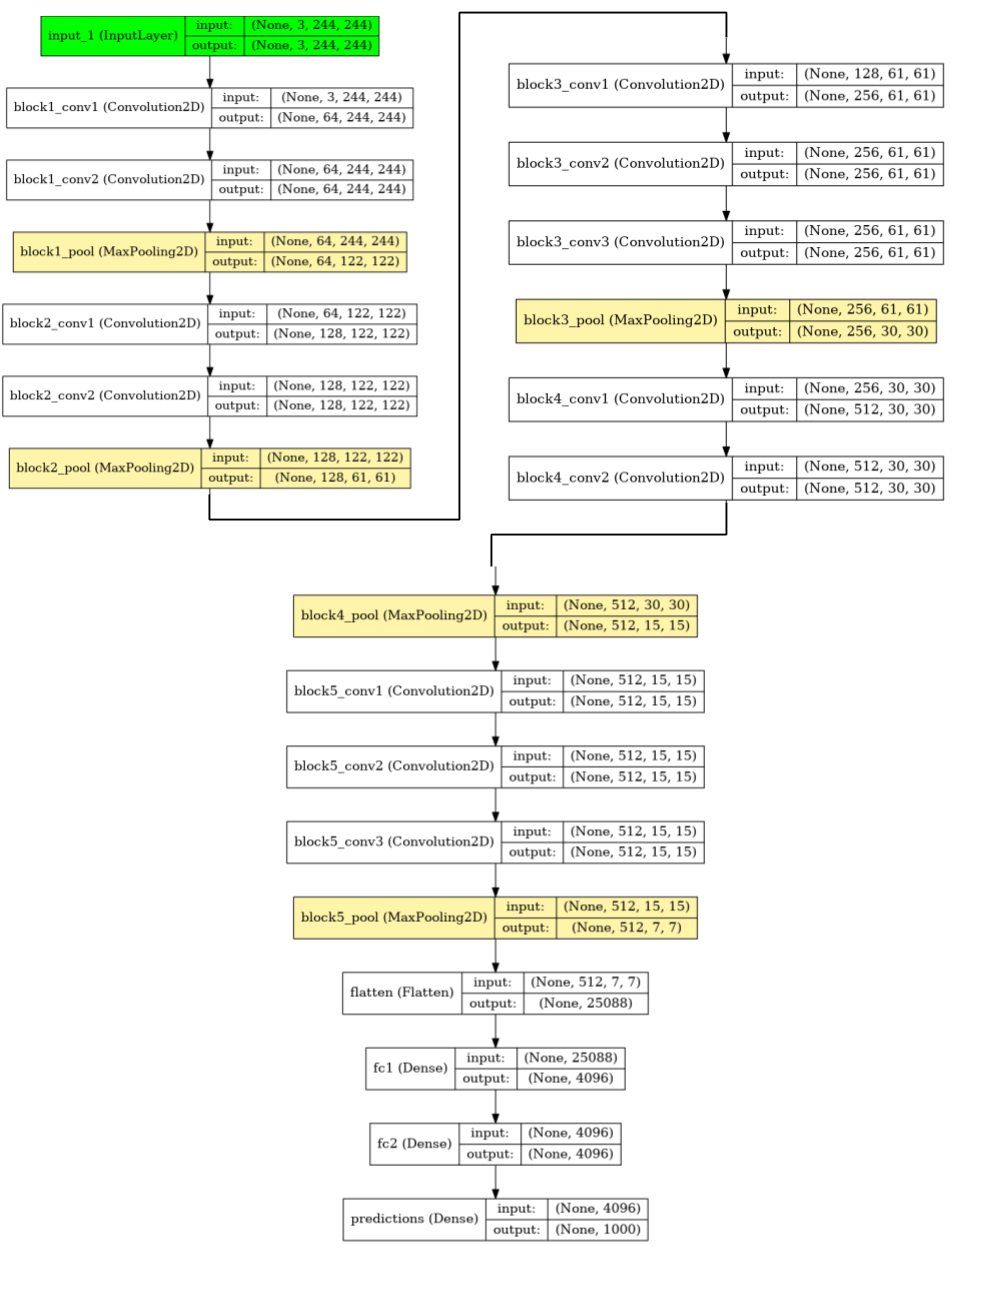 input_1 (InputLayer) input: (None, 3, 244, 244)
output: (None, 3, 244, 244)
block1_conv1 (Convolution2D) input: (None, 3, 244, 244)
output: (None, 64, 244, 244)
block1_conv2 (Convolution2D) input: (None, 64, 244, 244)
output: (None, 64, 244, 244)
block1_pool (MaxPooling2D) input: (None, 64, 244, 244)
output: (None, 64, 122, 122)
block2_conv1 (Convolution2D) input: (None, 64, 122, 122)
output: (None, 128, 122, 122)
block2_conv2 (Convolution2D) input: (None, 128, 122, 122)
output: (None, 128, 122, 122)
block2_pool (MaxPooling2D) input: (None, 128, 122, 122)
output: (None, 128, 61, 61)
block3_conv1 (Convolution2D) input: (None, 128, 61, 61)
output: (None, 256, 61, 61)
block3_conv2 (Convolution2D) input: (None, 256, 61, 61)
output: (None, 256, 61, 61)
block3_conv3 (Convolution2D) input: (None, 256, 61, 61)
output: (None, 256, 61, 61)
block3_pool (MaxPooling2D) input: (None, 256, 61, 61)
output: (None, 256, 30, 30)
block4_conv1 (Convolution2D) input: (None, 256, 30, 30)
output: (None, 512, 30, 30)
block4_conv2 (Convolution2D) input: (None, 512, 30, 30)
output: (None, 512, 30, 30)
block4_pool (MaxPooling2D) input: (None, 512, 30, 30)
output: (None, 512, 15, 15)
block5_conv1 (Convolution2D) input: (None, 512, 15, 15)
output: (None, 512, 15, 15)
block5_conv2 (Convolution2D) input: (None, 512, 15, 15)
output: (None, 512, 15, 15)
block5_conv3 (Convolution2D) input: (None, 512, 15, 15)
output: (None, 512, 15, 15)
block5_pool (MaxPooling2D) input: (None, 512, 15, 15)
output: (None, 512, 7, 7)
flatten (Flatten) input: (None, 512, 7, 7)
output: (None, 25088)
fc1 (Dense) input: (None, 25088)
output: (None, 4096)
fc2 (Dense) input: (None, 4096)
output: (None, 4096)
predictions (Dense) input: (None, 4096)
output: (None, 1000)